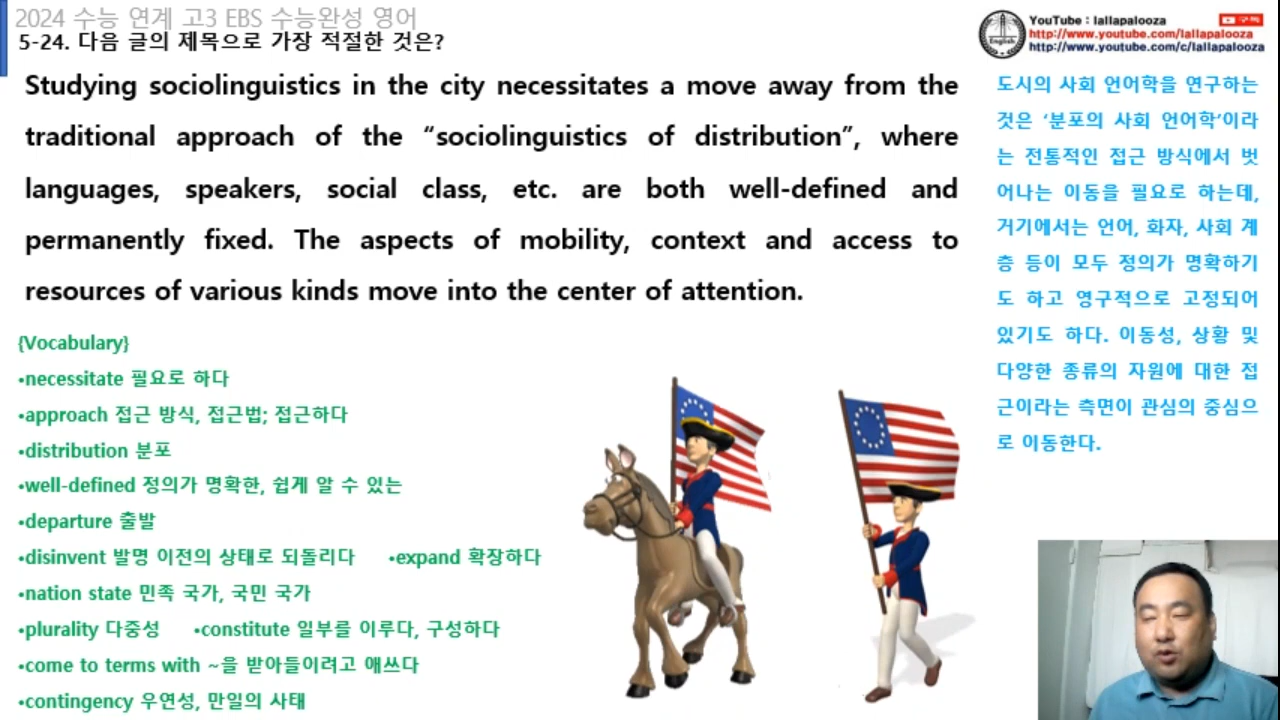 2024 수능 연계 고3 EBS 수능완성 영어
5-24. 다음 글의 제목으로 가장 적절한 것은?
YouTube : lallapalooza
구독
http://www.youtube.com/lallapalooza
http://www.youtube.com/c/lallapalooza
English
Studying sociolinguistics in the city necessitates a move away from the
traditional approach of the “sociolinguistics of distribution”, where
languages, speakers, social class, etc. are both well-defined and
permanently fixed. The aspects of mobility, context and access to
resources of various kinds move into the center of attention.
도시의 사회 언어학을 연구하는
것은 ‘분포의 사회 언어학’이라
는 전통적인 접근 방식에서 벗
어나는 이동을 필요로 하는데,
거기에서는 언어, 화자, 사회 계
층 등이 모두 정의가 명확하기
도 하고 영구적으로 고정되어
있기도 하다. 이동성, 상황 및
다양한 종류의 자원에 대한 접
근이라는 측면이 관심의 중심으
로 이동한다.
{Vocabulary}
•necessitate 필요로 하다
•approach 접근 방식, 접근법; 접근하다
•distribution 분포
•well-defined 정의가 명확한, 쉽게 알 수 있는
•departure 출발
•disinvent 발명 이전의 상태로 되돌리다 •expand 확장하다
•nation state 민족 국가, 국민 국가
•plurality 다중성 •constitute 일부를 이루다, 구성하다
•come to terms with ~을 받아들이려고 애쓰다
•contingency 우연성, 만일의 사태